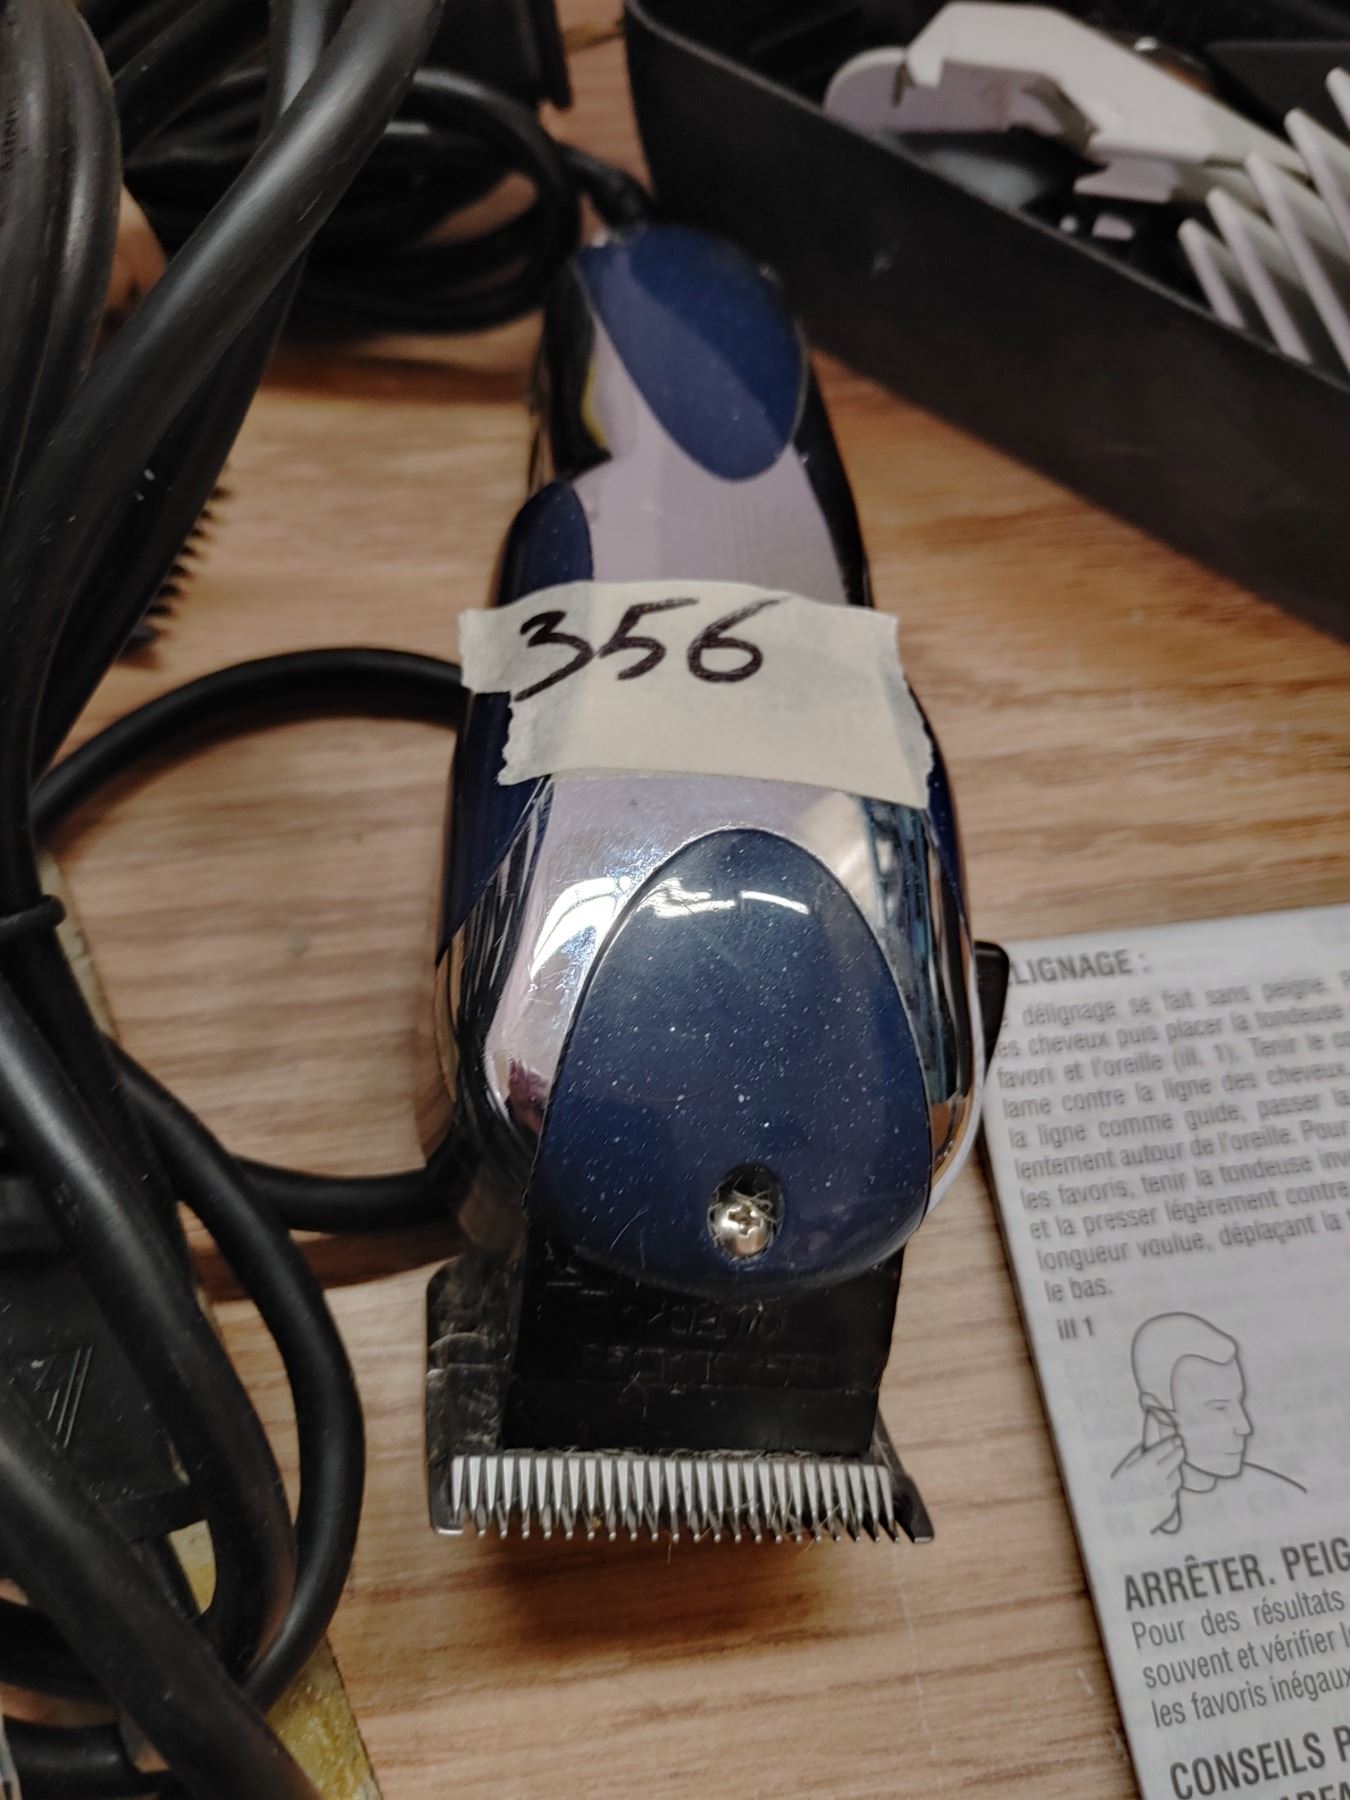 356
LIGNAGE :
délignage se fait sans peigne.
es cheveux puis placer la tondeuse
favori et l'oreille (ill. 1). Tenir le
lame contre la ligne des cheveux.
la ligne comme guide, passer la
lentement autour de l'oreille. Pour
les favoris, tenir la tondeuse
et la presser légèrement contre
longueur voulue, déplaçant la
le bas.
ill 1
ARRÊTER. PEIG
Pour des résultats
souvent et vérifier
les favoris inégaux
CONSEILS P